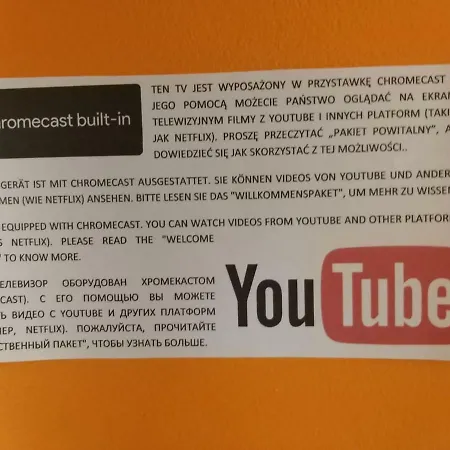 romecast built-in
TEN TV JEST WYPOSAŻONY W PRZYSTAWKĘ CHROMECAST
JEGO POMOCĄ MOŻECIE PAŃSTWO OGLĄDAĆ NA EKRAN
TELEWIZYJNYM FILMY Z YOUTUBE I INNYCH PLATFORM (TAKI
JAK NETFLIX). PROSZĘ PRZECZYTAĆ „PAKIET POWITALNY”, A
DOWIEDZIEĆ SIĘ JAK SKORZYSTAĆ Z TEJ MOŻLIWOŚCI..
GERÄT IST MIT CHROMECAST AUSGESTATTET. SIE KÖNNEN VIDEOS VON YOUTUBE UND ANDER
MEN (WIE NETFLIX) ANSEHEN. BITTE LESEN SIE DAS "WILLKOMMENSPAKET", UM MEHR ZU WISSEN
EQUIPPED WITH CHROMECAST. YOU CAN WATCH VIDEOS FROM YOUTUBE AND OTHER PLATFOR
S NETFLIX). PLEASE READ THE "WELCOME
" TO KNOW MORE.
ЕЛЕВИЗОР ОБОРУДОВАН ХРОМЕКАСТОМ
CAST). С ЕГО ПОМОЩЬЮ ВЫ МОЖЕТЕ
ТЬ ВИДЕО С YOUTUBE И ДРУГИХ ПЛАТФОРМ
ЕР, NETFLIX). ПОЖАЛУЙСТА, ПРОЧИТАЙТЕ
СТВЕННЫЙ ПАКЕТ", ЧТОБЫ УЗНАТЬ БОЛЬШЕ.
YouTube